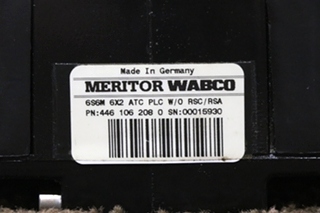 Made In Germany
MERITOR WABCO
6S6M 6X2 ATC PLC W/O RSC/RSA
PN:446 106 208 0 SN:00015930